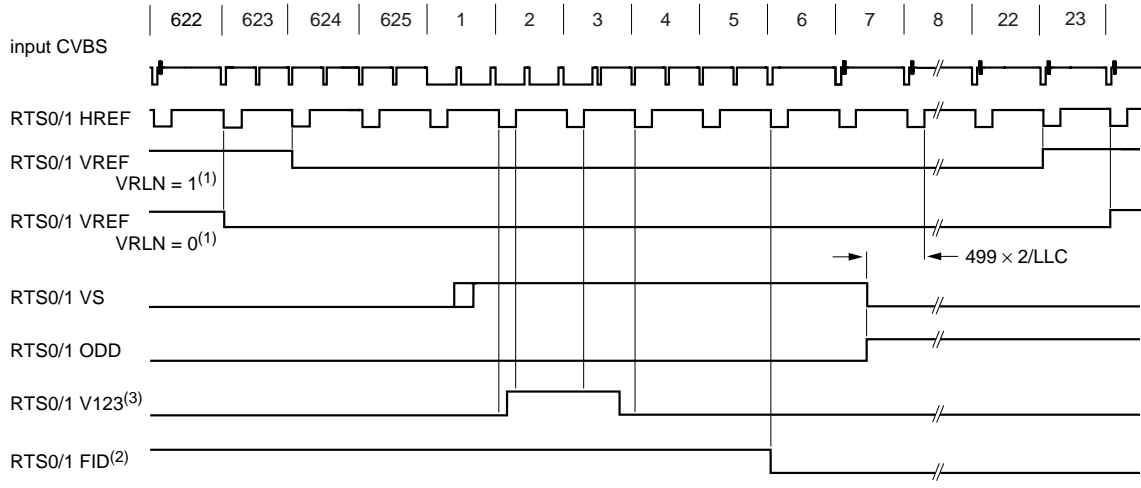 622 623 624 625 1 2 3 4 5 6 7 8 22 23
input CVBS
RTS0/1 HREF
RTS0/1 VREF
VRLN = 1(1)
RTS0/1 VREF
VRLN = 0(1)
499 × 2/LLC
RTS0/1 VS
RTS0/1 ODD
RTS0/1 V123(3)
RTS0/1 FID(2)